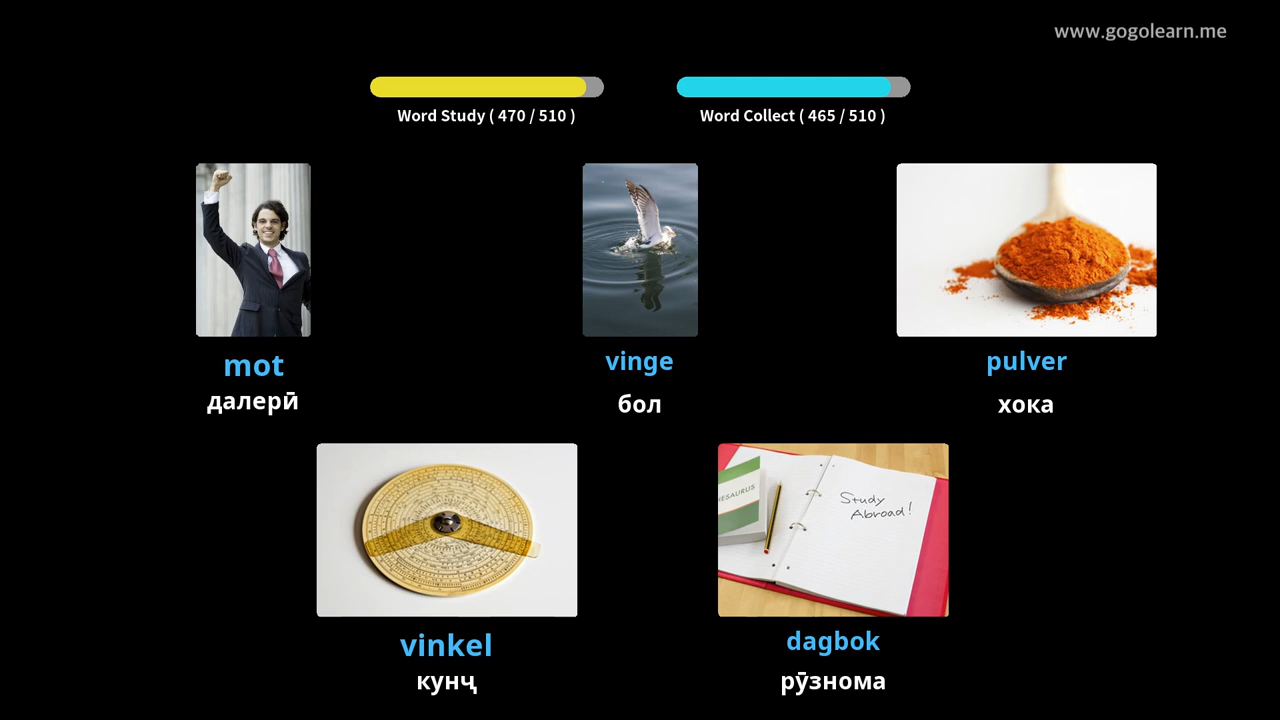 www.gogolearn.me
Word Study ( 470 / 510 )
Word Collect ( 465 / 510 )
mot
далерӣ
vinge
бол
pulver
хока
ESAURUS
Study
Abroad!
vinkel
кунҷ
dagbok
рӯзнома